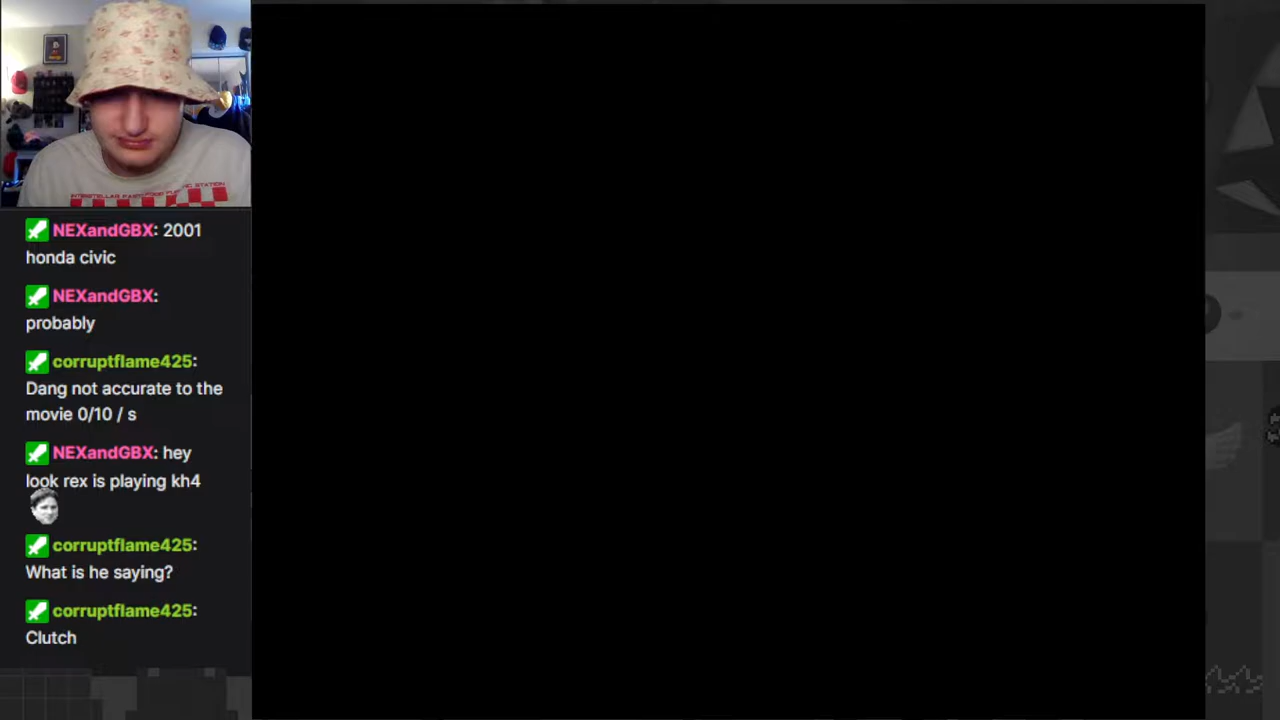 NEXandGBX: 2001
honda civic
NEXandGBX:
probably
corruptflame425:
Dang not accurate to the
movie 0/10 / s
NEXandGBX: hey
look rex is playing kh4
corruptflame425:
What is he saying?
corruptflame425:
Clutch